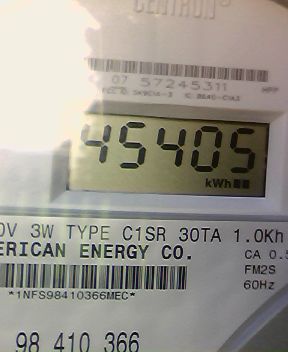 CENTRON®
07 57245311
45405
kWh
0V 3W TYPE C1SR 30TA 1.0Kh
ERICAN ENERGY CO.
CA 0.5
FM2S
*1NFS98410366MEC*
60Hz
98 410 366